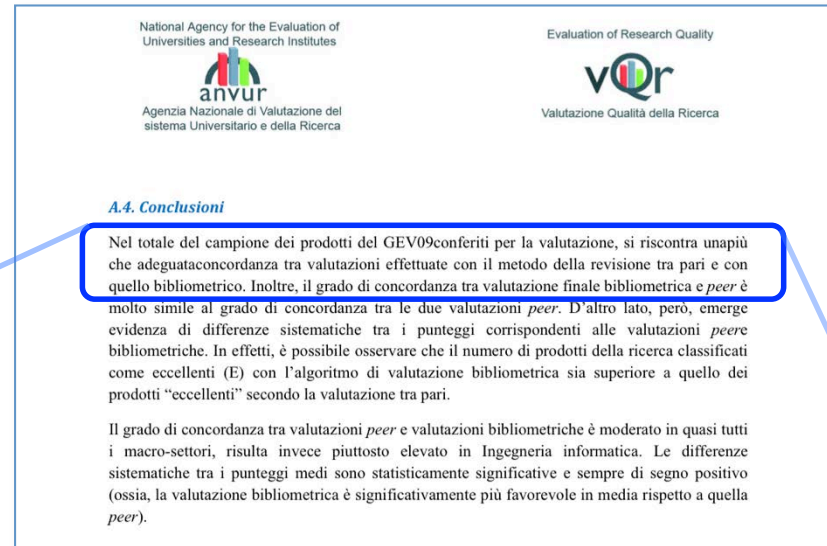 National Agency for the Evaluation of
Universities and Research Institutes
anvur
Agenzia Nazionale di Valutazione del
sistema Universitario e della Ricerca
Evaluation of Research Quality
vQr
Valutazione Qualità della Ricerca
A.4. Conclusioni
Nel totale del campione dei prodotti del GEV09conferiti per la valutazione, si riscontra unapiù
che adeguataconcordanza tra valutazioni effettuate con il metodo della revisione tra pari e con
quello bibliometrico. Inoltre, il grado di concordanza tra valutazione finale bibliometrica e peer è
molto simile al grado di concordanza tra le due valutazioni peer. D'altro lato, però, emerge
evidenza di differenze sistematiche tra i punteggi corrispondenti alle valutazioni peere
bibliometriche. In effetti, è possibile osservare che il numero di prodotti della ricerca classificati
come eccellenti (E) con l'algoritmo di valutazione bibliometrica sia superiore a quello dei
prodotti “eccellenti” secondo la valutazione tra pari.
Il grado di concordanza tra valutazioni peer e valutazioni bibliometriche è moderato in quasi tutti
i macro-settori, risulta invece piuttosto elevato in Ingegneria informatica. Le differenze
sistematiche tra i punteggi medi sono statisticamente significative e sempre di segno positivo
(ossia, la valutazione bibliometrica è significativamente più favorevole in media rispetto a quella
peer).